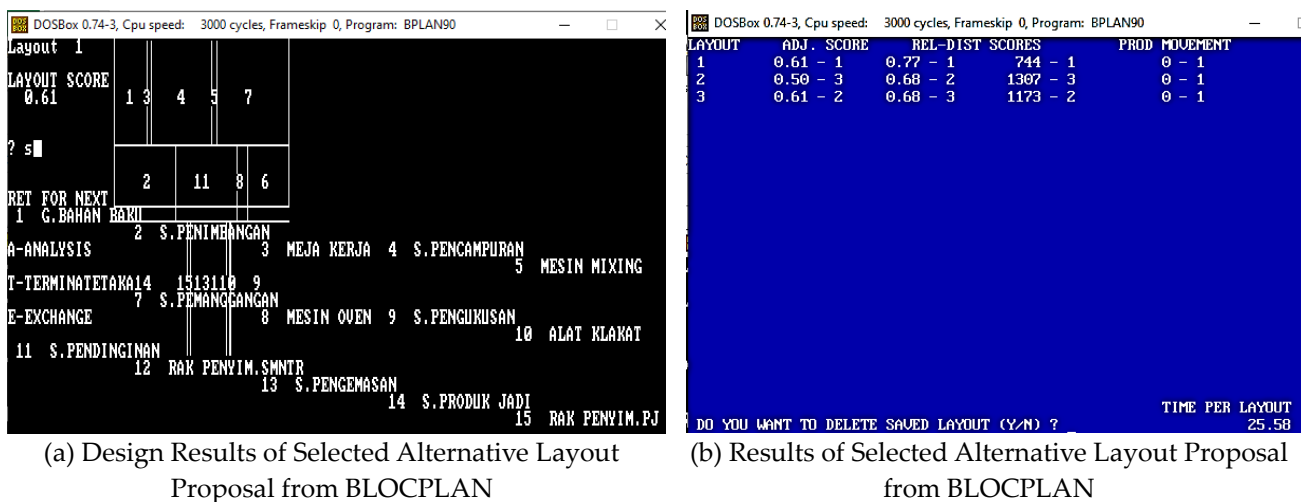 DOSBox 0.74-3, Cpu speed: 3000 cycles, Frameskip 0, Program: BPLAN90
Layout 1
LAYOUT SCORE
0.61
1 3 4 5 7
? s
2 11 8 6
RET FOR NEXT
1 G.BAHAN BAKU
2 S.PENIMBANGAN
A-ANALYSIS
3 MEJA KERJA 4 S.PENCAMPURAN
5 MESIN MIXING
T-TERMINATETAKA14 1513110 9
7 S.PEMANGGANGAN
E-EXCHANGE
8 MESIN OVEN 9 S.PENGUKUSAN
10 ALAT KLAKAT
11 S.PENDINGINAN
12 RAK PENYIM.SMNTR
13 S.PENGEMASAN
14 S.PRODUK JADI
15 RAK PENYIM.PJ
(a) Design Results of Selected Alternative Layout
Proposal from BLOCPLAN
DOSBox 0.74-3, Cpu speed: 3000 cycles, Frameskip 0, Program: BPLAN90
LAYOUT ADJ. SCORE REL-DIST SCORES PROD MOVEMENT
1 0.61 - 1 0.77 - 1 744 - 1 0 - 1
2 0.50 - 3 0.68 - 2 1307 - 3 0 - 1
3 0.61 - 2 0.68 - 3 1173 - 2 0 - 1
TIME PER LAYOUT
DO YOU WANT TO DELETE SAVED LAYOUT (Y/N) ? _ 25.58
(b) Results of Selected Alternative Layout Proposal
from BLOCPLAN